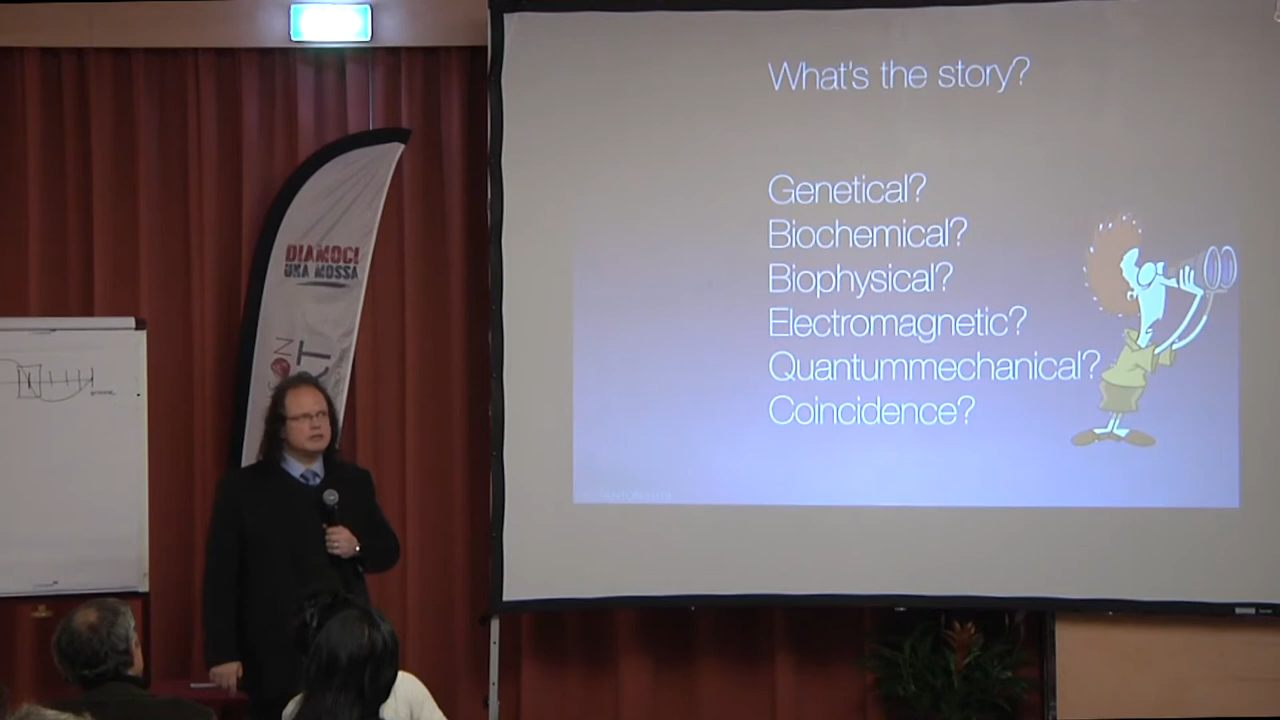 What's the story?
Genetical?
Biochemical?
Biophysical?
Electromagnetic?
Quantummechanical?
Coincidence?
DIAMOCI
UNA MOSSA